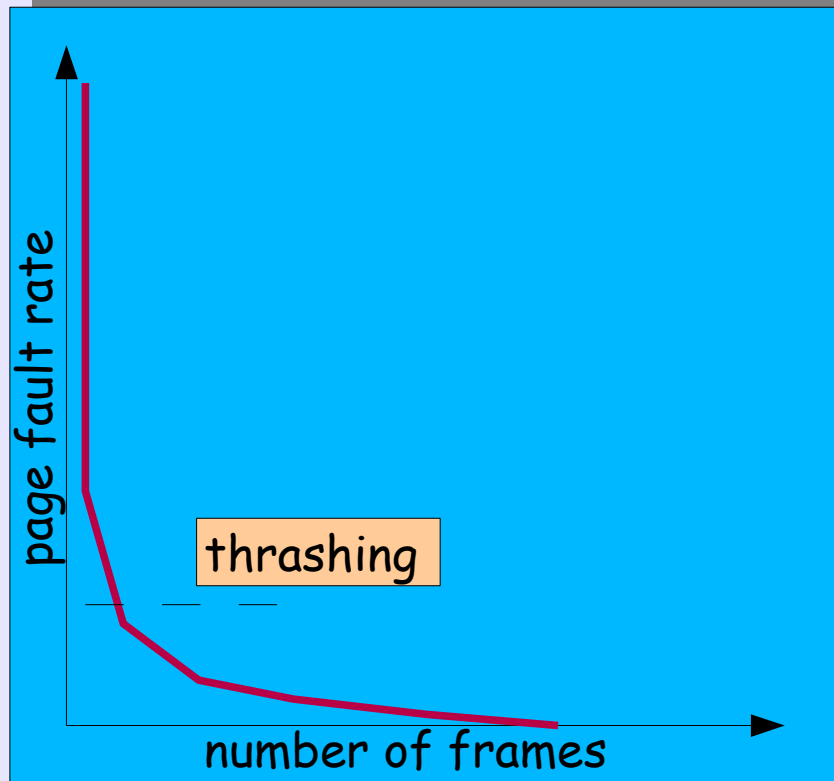 page fault rate
thrashing
number of frames